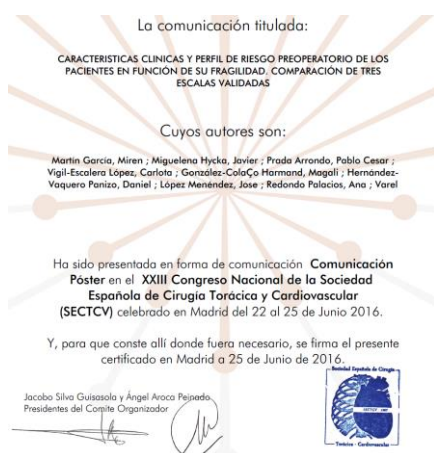 La comunicación titulada:
CARACTERISTICAS CLINICAS Y PERFIL DE RIESGO PREOPERATORIO DE LOS
PACIENTES EN FUNCIÓN DE SU FRAGILIDAD. COMPARACIÓN DE TRES
ESCALAS VALIDADAS
Cuyos autores son:
Martín García, Miren ; Miguelena Hycka, Javier ; Prada Arrondo, Pablo Cesar ;
Vigil-Escalera López, Carlota ; González-ColaÇo Harmand, Magali ; Hernández-
Vaquero Panizo, Daniel ; López Menéndez, Jose ; Redondo Palacios, Ana ; Varel
Ha sido presentada en forma de comunicación Comunicación
Póster en el XXIII Congreso Nacional de la Sociedad
Española de Cirugía Torácica y Cardiovascular
(SECTCV) celebrado en Madrid del 22 al 25 de Junio 2016.
Y, para que conste allí donde fuera necesario, se firma el presente
certificado en Madrid a 25 de Junio de 2016.
Sociedad Española de Cirugía
Jacobo Silva Guisasola y Ángel Aroca Peinado
Presidentes del Comite Organizador
Torácica - Cardiovascular